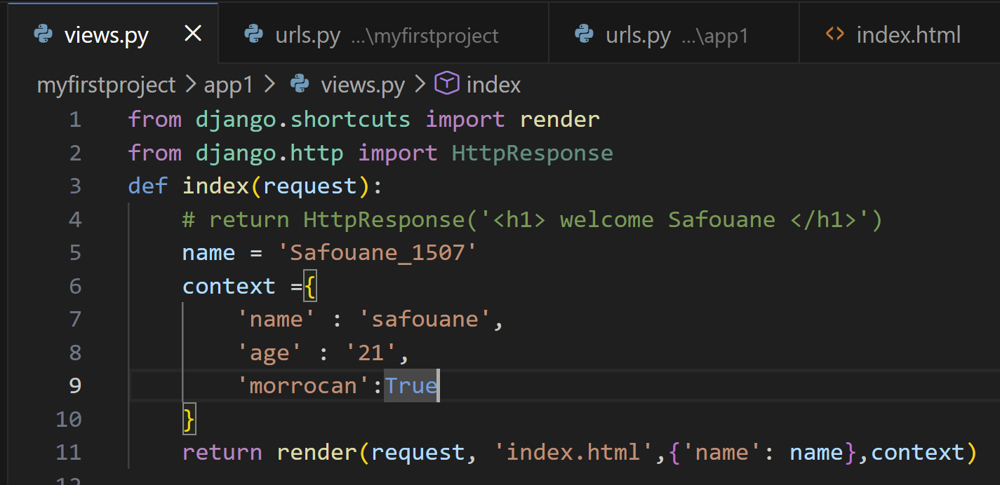 views.py urls.py ...\myfirstproject urls.py ...\app1 index.html
myfirstproject > app1 > views.py > index
1 from django.shortcuts import render
2 from django.http import HttpResponse
3 def index(request):
4 # return HttpResponse('<h1> welcome Safouane </h1>')
5 name = 'Safouane_1507'
6 context ={
7 'name' : 'safouane',
8 'age' : '21',
9 'morrocan':True
10 }
11 return render(request, 'index.html',{'name': name},context)
12